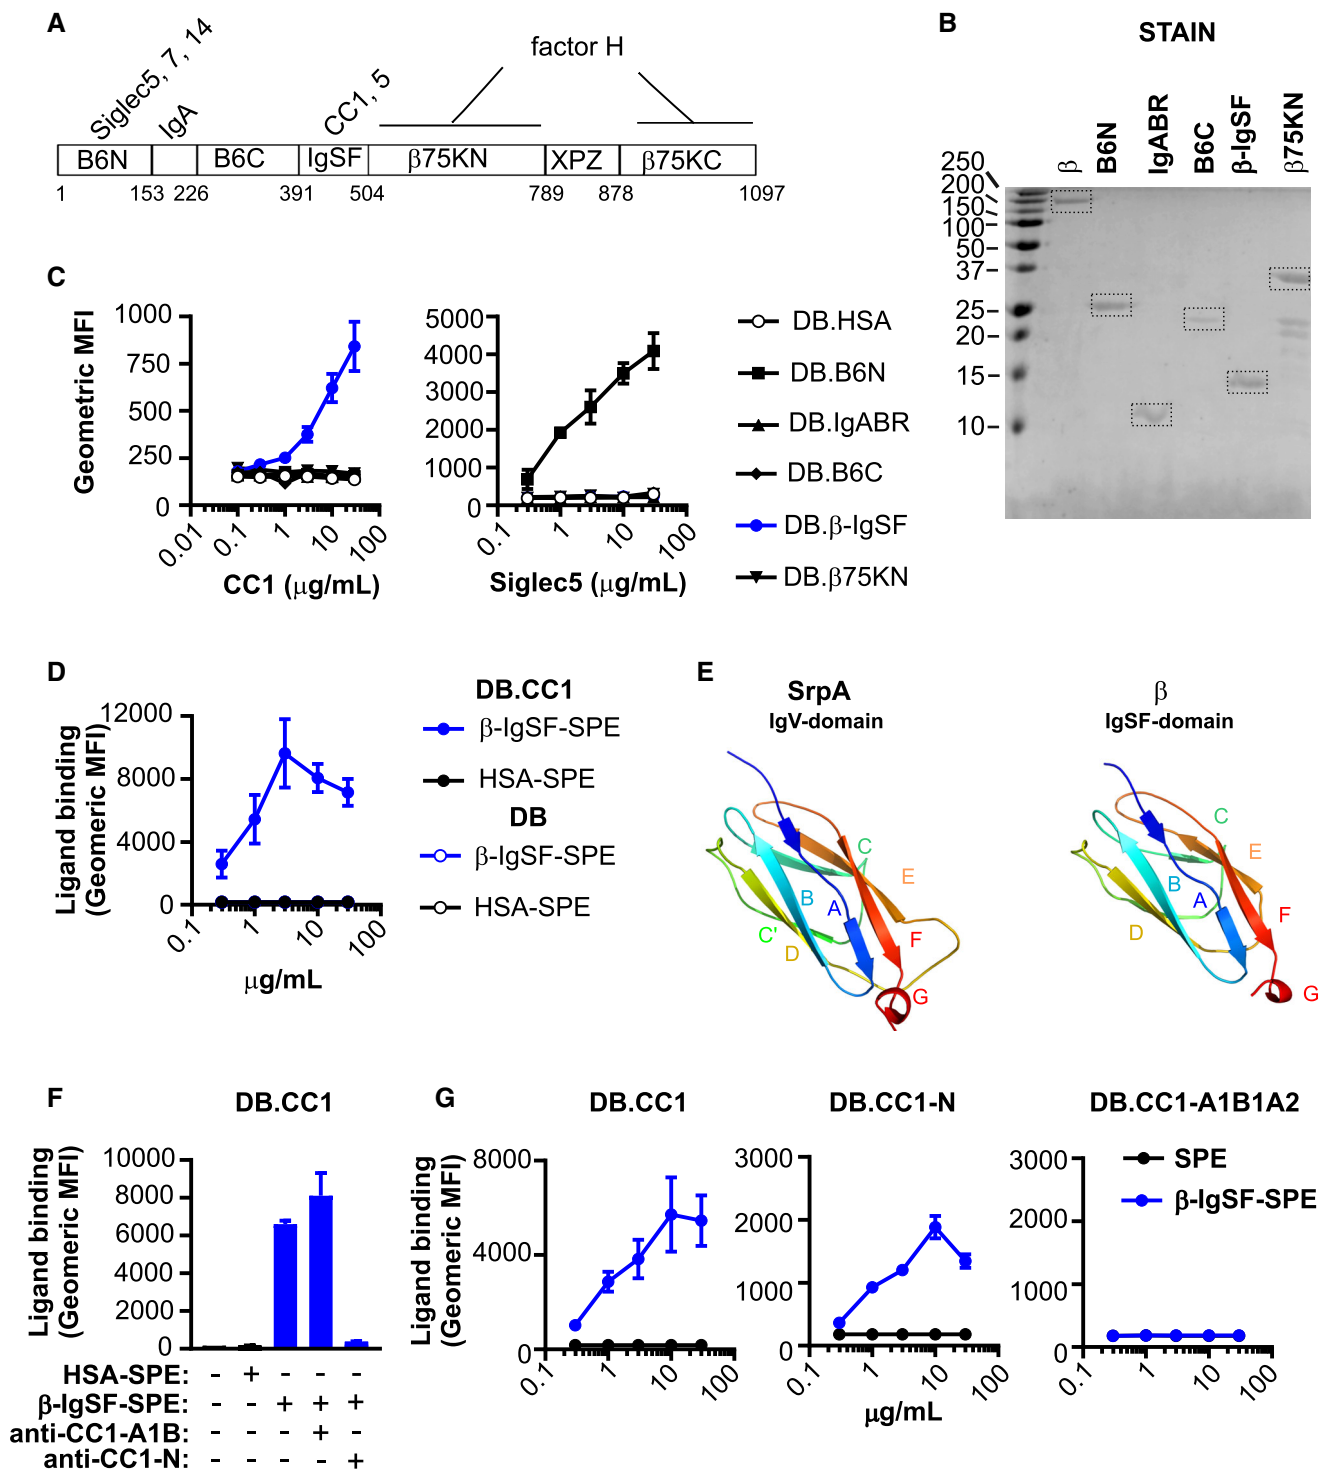 A
factor H
Siglec5, 7, 14
IgA
CC1, 5
B6N B6C IgSF β75KN XPZ β75KC
1 153 226 391 504 789 878 1097
B
STAIN
β B6N IgABR B6C β-IgSF β75KN
250
200
150
100
50
37
25
20
15
10
C
Geometric MFI
1000
750
500
250
0
0.01 0.1 1 10 100
CC1 (μg/mL)
5000
4000
3000
2000
1000
0
0.1 1 10 100
Siglec5 (μg/mL)
DB.HSA
DB.B6N
DB.IgABR
DB.B6C
DB.β-IgSF
DB.β75KN
D
Ligand binding
(Geomeric MFI)
12000
8000
4000
0
0.1 1 10 100
μg/mL
DB.CC1
β-IgSF-SPE
HSA-SPE
DB
β-IgSF-SPE
HSA-SPE
E
SrpA
IgV-domain
C
E
B
A
C'
D
F
G
β
IgSF-domain
C
E
B
A
D
F
G
F
DB.CC1
Ligand binding
(Geomeric MFI)
10000
8000
6000
4000
2000
0
HSA-SPE: - + - - -
β-IgSF-SPE: - - + + +
anti-CC1-A1B: - - - + -
anti-CC1-N: - - - - +
G
DB.CC1
Ligand binding
(Geomeric MFI)
8000
4000
0
0.1 1 10 100
DB.CC1-N
3000
2000
1000
0
0.1 1 10 100
μg/mL
DB.CC1-A1B1A2
3000
2000
1000
0
0.1 1 10 100
SPE
β-IgSF-SPE